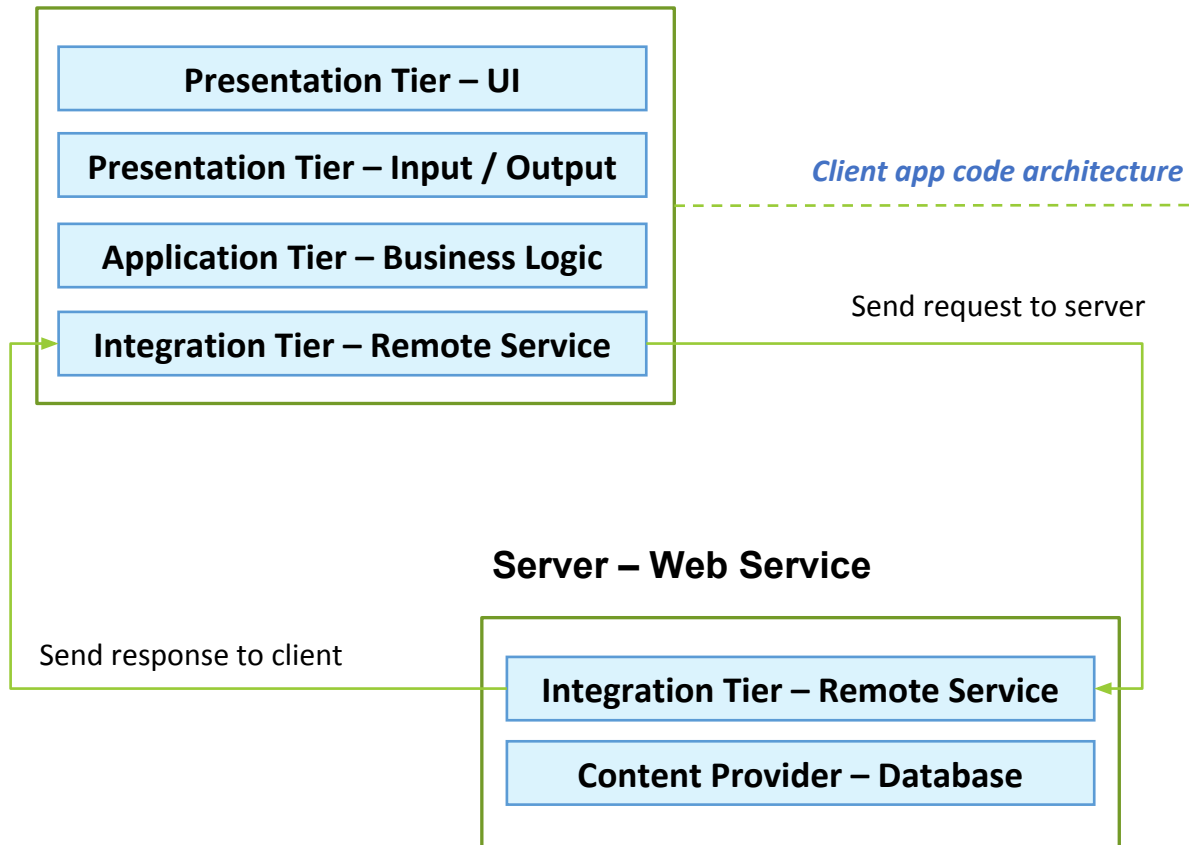 Presentation Tier – UI
Presentation Tier – Input / Output
Client app code architecture
Application Tier – Business Logic
Send request to server
Integration Tier – Remote Service
Server – Web Service
Send response to client
Integration Tier – Remote Service
Content Provider – Database